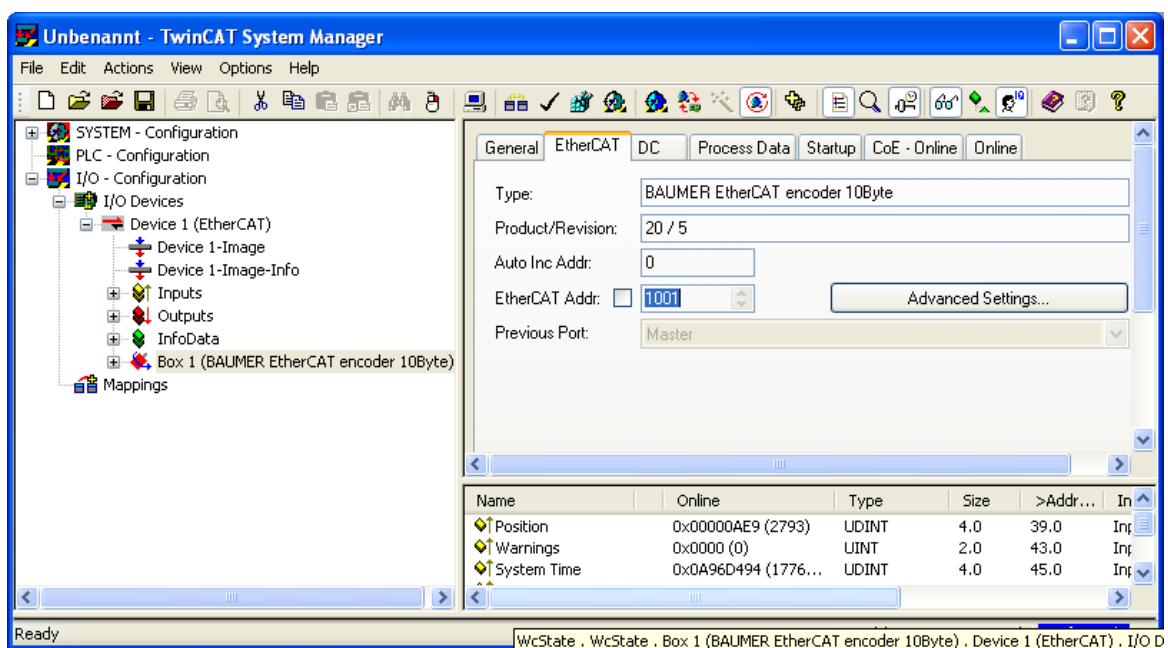 Unbenannt - TwinCAT System Manager
File Edit Actions View Options Help
SYSTEM - Configuration
PLC - Configuration
I/O - Configuration
I/O Devices
Device 1 (EtherCAT)
Device 1-Image
Device 1-Image-Info
Inputs
Outputs
InfoData
Box 1 (BAUMER EtherCAT encoder 10Byte)
Mappings
General EtherCAT DC Process Data Startup CoE - Online Online
Type: BAUMER EtherCAT encoder 10Byte
Product/Revision: 20 / 5
Auto Inc Addr: 0
EtherCAT Addr: 1001 Advanced Settings...
Previous Port: Master
Name Online Type Size >Addr... In
Position 0x00000AE9 (2793) UDINT 4.0 39.0 Inp
Warnings 0x0000 (0) UINT 2.0 43.0 Inp
System Time 0x0A96D494 (1776... UDINT 4.0 45.0 Inp
Ready
WcState . WcState . Box 1 (BAUMER EtherCAT encoder 10Byte) . Device 1 (EtherCAT) . I/O D